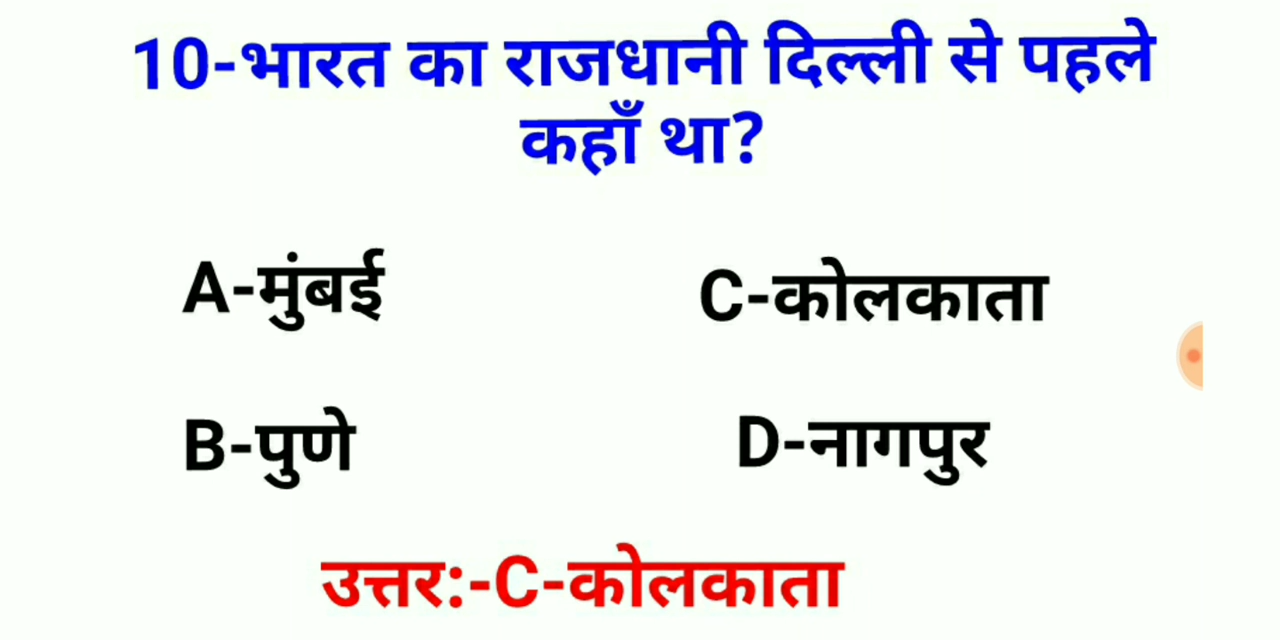 10-भारत का राजधानी दिल्ली से पहले
कहाँ था?
A-मुंबई
C-कोलकाता
B-पुणे
D-नागपुर
उत्तर:-C-कोलकाता